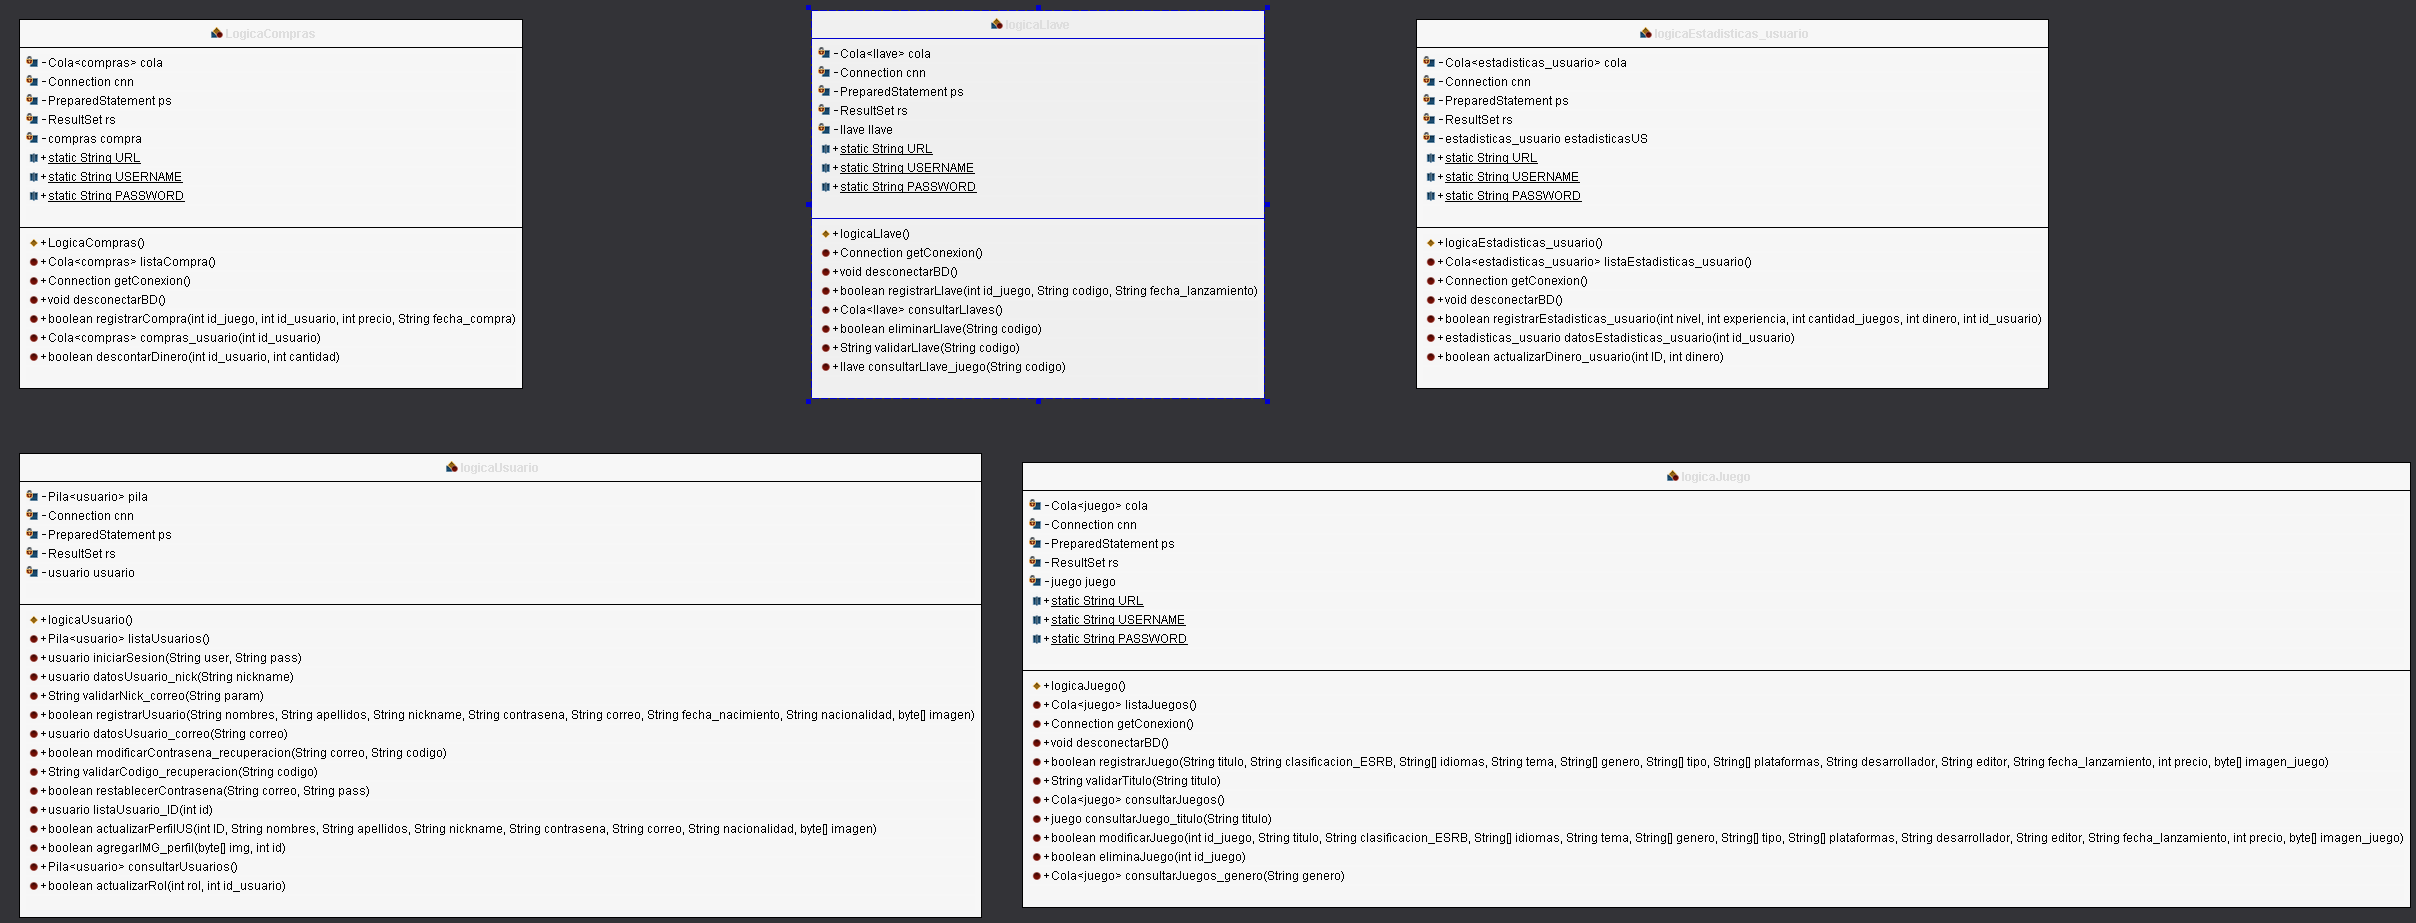 LogicaCompras
-Cola<compras> cola
-Connection cnn
-PreparedStatement ps
-ResultSet rs
-compras compra
+static String URL
+static String USERNAME
+static String PASSWORD
+LogicaCompras()
+Cola<compras> listaCompra()
+Connection getConexion()
+void desconectarBD()
+boolean registrarCompra(int id_juego, int id_usuario, int precio, String fecha_compra)
+Cola<compras> compras_usuario(int id_usuario)
+boolean descontarDinero(int id_usuario, int cantidad)
logicaLlave
-Cola<llave> cola
-Connection cnn
-PreparedStatement ps
-ResultSet rs
-llave llave
+static String URL
+static String USERNAME
+static String PASSWORD
+logicaLlave()
+Connection getConexion()
+void desconectarBD()
+boolean registrarLlave(int id_juego, String codigo, String fecha_lanzamiento)
+Cola<llave> consultarLlaves()
+boolean eliminarLlave(String codigo)
+String validarLlave(String codigo)
+llave consultarLlave_juego(String codigo)
logicaEstadisticas_usuario
-Cola<estadisticas_usuario> cola
-Connection cnn
-PreparedStatement ps
-ResultSet rs
-estadisticas_usuario estadisticasUS
+static String URL
+static String USERNAME
+static String PASSWORD
+logicaEstadisticas_usuario()
+Cola<estadisticas_usuario> listaEstadisticas_usuario()
+Connection getConexion()
+void desconectarBD()
+boolean registrarEstadisticas_usuario(int nivel, int experiencia, int cantidad_juegos, int dinero, int id_usuario)
+estadisticas_usuario datosEstadisticas_usuario(int id_usuario)
+boolean actualizarDinero_usuario(int ID, int dinero)
logicaUsuario
-Pila<usuario> pila
-Connection cnn
-PreparedStatement ps
-ResultSet rs
-usuario usuario
+logicaUsuario()
+Pila<usuario> listaUsuarios()
+usuario iniciarSesion(String user, String pass)
+usuario datosUsuario_nick(String nickname)
+String validarNick_correo(String param)
+boolean registrarUsuario(String nombres, String apellidos, String nickname, String contrasena, String correo, String fecha_nacimiento, String nacionalidad, byte[] imagen)
+usuario datosUsuario_correo(String correo)
+boolean modificarContrasena_recuperacion(String correo, String codigo)
+String validarCodigo_recuperacion(String codigo)
+boolean restablecerContrasena(String correo, String pass)
+usuario listaUsuario_ID(int id)
+boolean actualizarPerfilUS(int ID, String nombres, String apellidos, String nickname, String contrasena, String correo, String nacionalidad, byte[] imagen)
+boolean agregarIMG_perfil(byte[] img, int id)
+Pila<usuario> consultarUsuarios()
+boolean actualizarRol(int rol, int id_usuario)
logicaJuego
-Cola<juego> cola
-Connection cnn
-PreparedStatement ps
-ResultSet rs
-juego juego
+static String URL
+static String USERNAME
+static String PASSWORD
+logicaJuego()
+Cola<juego> listaJuegos()
+Connection getConexion()
+void desconectarBD()
+boolean registrarJuego(String titulo, String clasificacion_ESRB, String[] idiomas, String tema, String[] genero, String[] tipo, String[] plataformas, String desarrollador, String editor, String fecha_lanzamiento, int precio, byte[] imagen_juego)
+String validarTitulo(String titulo)
+Cola<juego> consultarJuegos()
+juego consultarJuego_titulo(String titulo)
+boolean modificarJuego(int id_juego, String titulo, String clasificacion_ESRB, String[] idiomas, String tema, String[] genero, String[] tipo, String[] plataformas, String desarrollador, String editor, String fecha_lanzamiento, int precio, byte[] imagen_juego)
+boolean eliminaJuego(int id_juego)
+Cola<juego> consultarJuegos_genero(String genero)